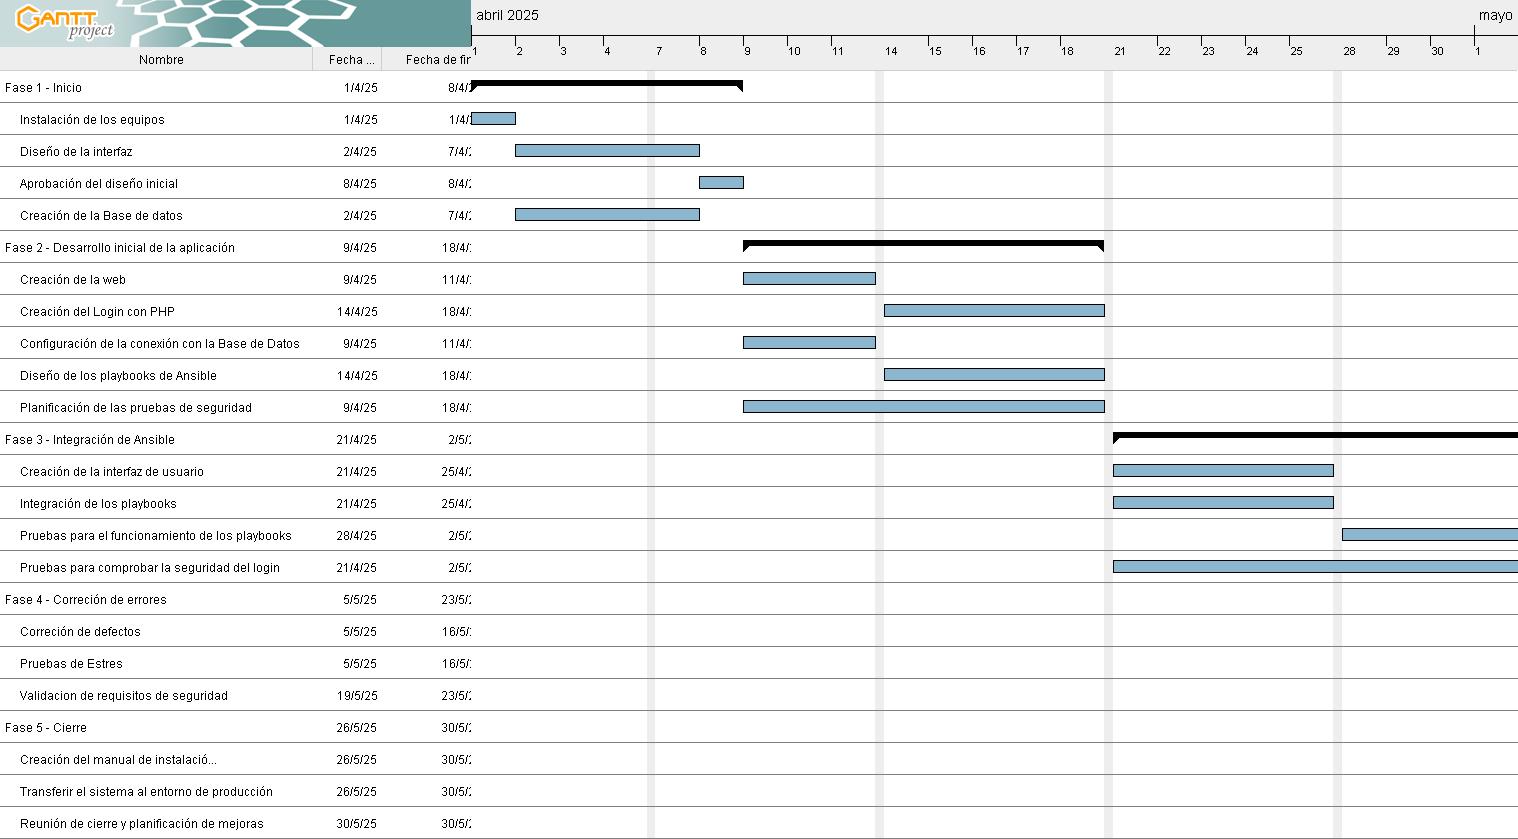 GANTT project
abril 2025
mayo
1 2 3 4 7 8 9 10 11 14 15 16 17 18 21 22 23 24 25 28 29 30 1
Nombre Fecha ... Fecha de fin
Fase 1 - Inicio 1/4/25 8/4/2
Instalación de los equipos 1/4/25 1/4/2
Diseño de la interfaz 2/4/25 7/4/2
Aprobación del diseño inicial 8/4/25 8/4/2
Creación de la Base de datos 2/4/25 7/4/2
Fase 2 - Desarrollo inicial de la aplicación 9/4/25 18/4/
Creación de la web 9/4/25 11/4/
Creación del Login con PHP 14/4/25 18/4/
Configuración de la conexión con la Base de Datos 9/4/25 11/4/
Diseño de los playbooks de Ansible 14/4/25 18/4/
Planificación de las pruebas de seguridad 9/4/25 18/4/
Fase 3 - Integración de Ansible 21/4/25 2/5/2
Creación de la interfaz de usuario 21/4/25 25/4/
Integración de los playbooks 21/4/25 25/4/
Pruebas para el funcionamiento de los playbooks 28/4/25 2/5/2
Pruebas para comprobar la seguridad del login 21/4/25 2/5/2
Fase 4 - Correción de errores 5/5/25 23/5/
Correción de defectos 5/5/25 16/5/
Pruebas de Estres 5/5/25 16/5/
Validacion de requisitos de seguridad 19/5/25 23/5/
Fase 5 - Cierre 26/5/25 30/5/
Creación del manual de instalació... 26/5/25 30/5/
Transferir el sistema al entorno de producción 26/5/25 30/5/
Reunión de cierre y planificación de mejoras 30/5/25 30/5/